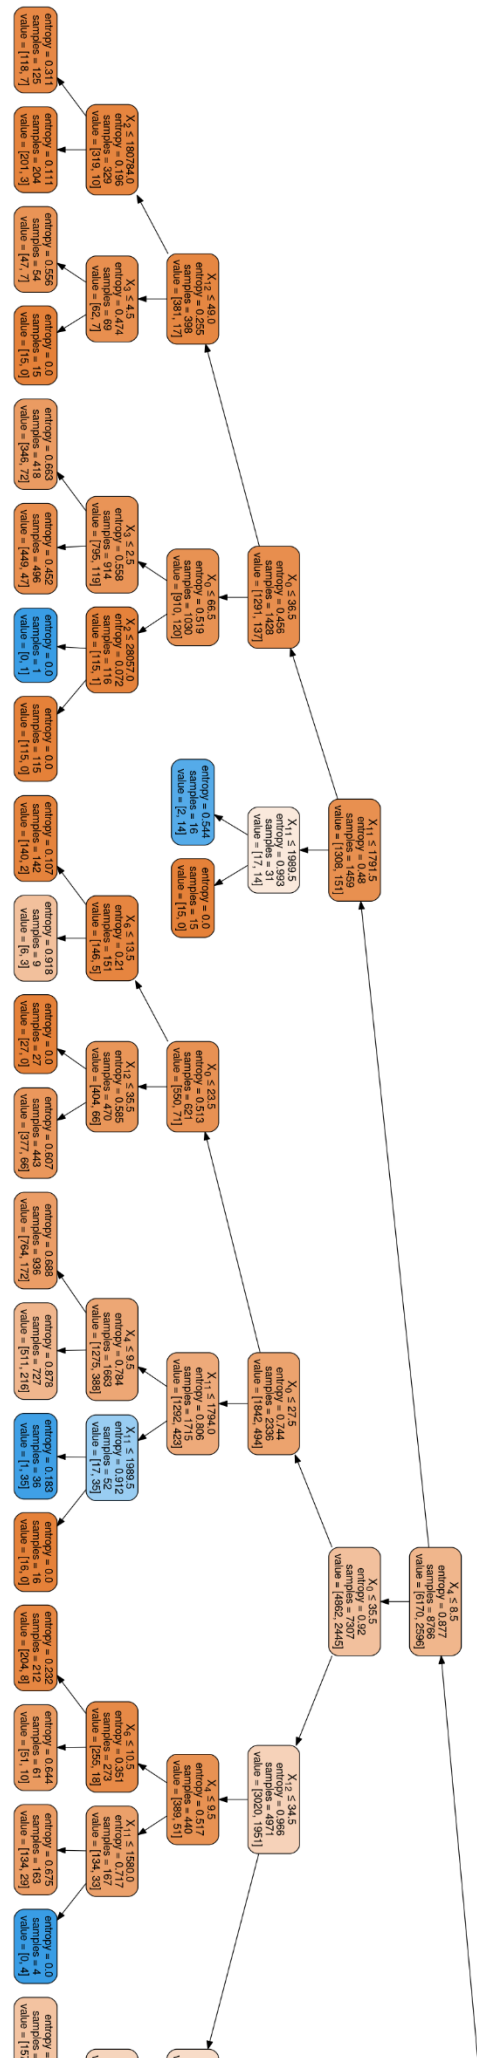 X₄ ≤ 8.5
entropy = 0.877
samples = 8766
value = [6170, 2596]
X₁₁ ≤ 1791.5
entropy = 0.48
samples = 1459
value = [1308, 151]
X₀ ≤ 35.5
entropy = 0.92
samples = 7307
value = [4862, 2445]
X₀ ≤ 36.5
entropy = 0.456
samples = 1428
value = [1291, 137]
X₁₁ ≤ 1989.5
entropy = 0.993
samples = 31
value = [17, 14]
X₀ ≤ 27.5
entropy = 0.744
samples = 2336
value = [1842, 494]
X₁₂ ≤ 34.5
entropy = 0.966
samples = 4971
value = [3020, 1951]
X₁₂ ≤ 49.0
entropy = 0.255
samples = 398
value = [381, 17]
X₀ ≤ 66.5
entropy = 0.519
samples = 1030
value = [910, 120]
entropy = 0.544
samples = 16
value = [2, 14]
entropy = 0.0
samples = 15
value = [15, 0]
X₀ ≤ 23.5
entropy = 0.513
samples = 621
value = [550, 71]
X₁₁ ≤ 1794.0
entropy = 0.806
samples = 1715
value = [1292, 423]
X₄ ≤ 9.5
entropy = 0.517
samples = 440
value = [389, 51]
X₂ ≤ 180784.0
entropy = 0.196
samples = 329
value = [319, 10]
X₃ ≤ 4.5
entropy = 0.474
samples = 69
value = [62, 7]
X₃ ≤ 2.5
entropy = 0.558
samples = 914
value = [795, 119]
X₂ ≤ 28057.0
entropy = 0.072
samples = 116
value = [115, 1]
X₆ ≤ 13.5
entropy = 0.21
samples = 151
value = [146, 5]
X₁₂ ≤ 35.5
entropy = 0.585
samples = 470
value = [404, 66]
X₄ ≤ 9.5
entropy = 0.784
samples = 1663
value = [1275, 388]
X₁₁ ≤ 1989.5
entropy = 0.912
samples = 52
value = [17, 35]
X₆ ≤ 10.5
entropy = 0.351
samples = 273
value = [255, 18]
X₁₁ ≤ 1580.0
entropy = 0.717
samples = 167
value = [134, 33]
entropy = 0.311
samples = 125
value = [118, 7]
entropy = 0.111
samples = 204
value = [201, 3]
entropy = 0.556
samples = 54
value = [47, 7]
entropy = 0.0
samples = 15
value = [15, 0]
entropy = 0.663
samples = 418
value = [346, 72]
entropy = 0.452
samples = 496
value = [449, 47]
entropy = 0.0
samples = 1
value = [0, 1]
entropy = 0.0
samples = 115
value = [115, 0]
entropy = 0.107
samples = 142
value = [140, 2]
entropy = 0.918
samples = 9
value = [6, 3]
entropy = 0.0
samples = 27
value = [27, 0]
entropy = 0.607
samples = 443
value = [377, 66]
entropy = 0.688
samples = 936
value = [764, 172]
entropy = 0.878
samples = 727
value = [511, 216]
entropy = 0.183
samples = 36
value = [1, 35]
entropy = 0.0
samples = 16
value = [16, 0]
entropy = 0.232
samples = 212
value = [204, 8]
entropy = 0.644
samples = 61
value = [51, 10]
entropy = 0.675
samples = 163
value = [134, 29]
entropy = 0.0
samples = 4
value = [0, 4]
entropy =
samples =
value =